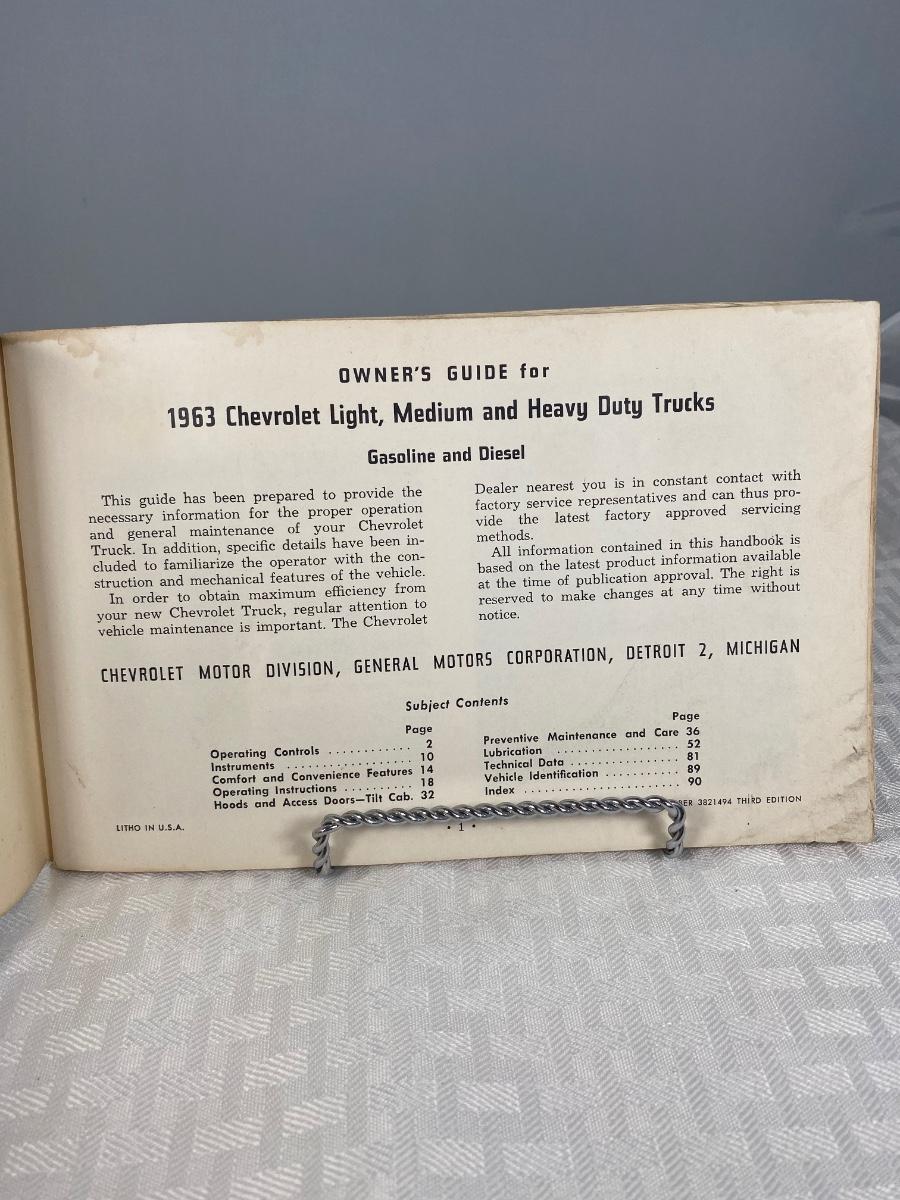 OWNER'S GUIDE for
1963 Chevrolet Light, Medium and Heavy Duty Trucks
Gasoline and Diesel
This guide has been prepared to provide the
necessary information for the proper operation
and general maintenance of your Chevrolet
Truck. In addition, specific details have been in-
cluded to familiarize the operator with the con-
struction and mechanical features of the vehicle.
In order to obtain maximum efficiency from
your new Chevrolet Truck, regular attention to
vehicle maintenance is important. The Chevrolet
Dealer nearest you is in constant contact with
factory service representatives and can thus pro-
vide the latest factory approved servicing
methods.
All information contained in this handbook is
based on the latest product information available
at the time of publication approval. The right is
reserved to make changes at any time without
notice.
CHEVROLET MOTOR DIVISION, GENERAL MOTORS CORPORATION, DETROIT 2, MICHIGAN
Subject Contents
Page
Operating Controls ............ 2
Instruments .................. 10
Comfort and Convenience Features 14
Operating Instructions .......... 18
Hoods and Access Doors—Tilt Cab. 32
Page
Preventive Maintenance and Care 36
Lubrication .................. 52
Technical Data ................ 81
Vehicle Identification ........... 89
Index ........................ 90
3821494 THIRD EDITION
LITHO IN U.S.A.
• 1 •